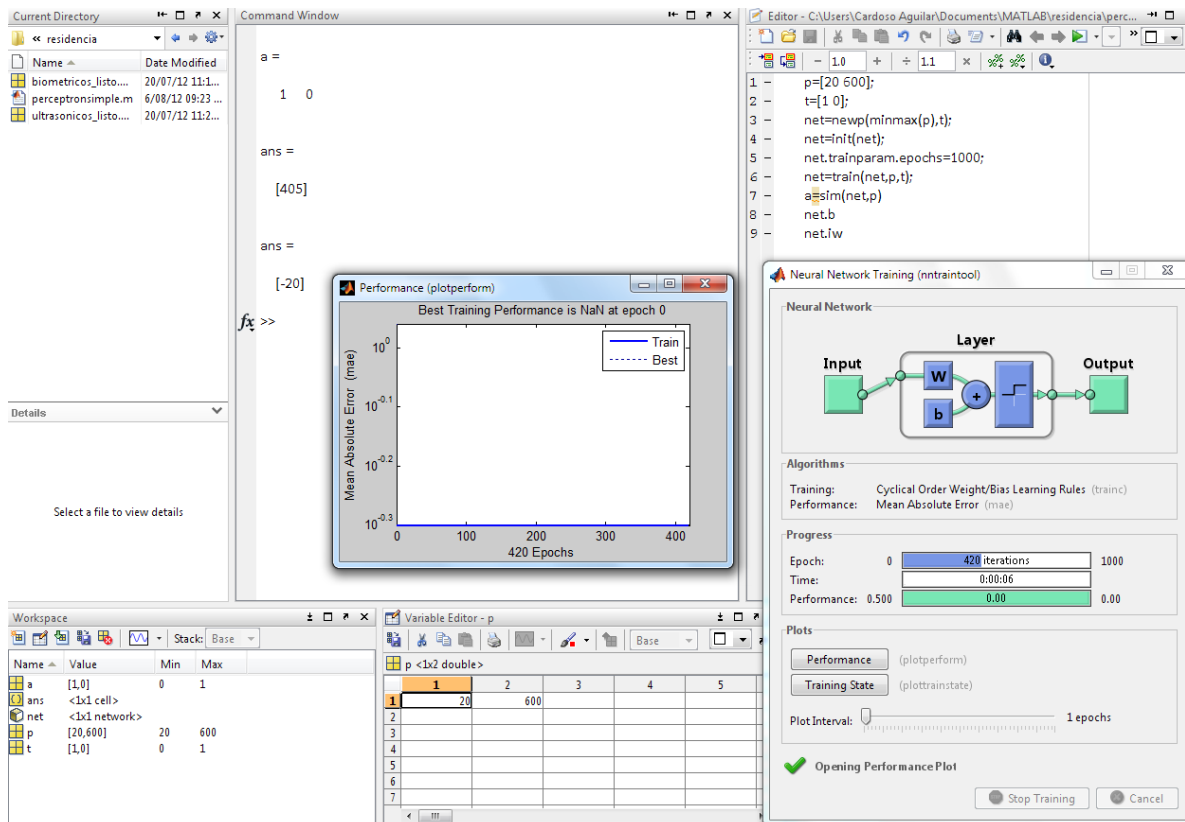 Current Directory
« residencia
Name
Date Modified
biometricos_listo....
20/07/12 11:1...
perceptronsimple.m
6/08/12 09:23 ...
ultrasonicos_listo....
20/07/12 11:2...
Details
Select a file to view details
Command Window
a =
1 0
ans =
[405]
ans =
[-20]
fx >>
Editor - C:\Users\Cardoso Aguilar\Documents\MATLAB\residencia\perc...
- 1.0 + ÷ 1.1 ×
1 - p=[20 600];
2 - t=[1 0];
3 - net=newp(minmax(p),t);
4 - net=init(net);
5 - net.trainparam.epochs=1000;
6 - net=train(net,p,t);
7 - a=sim(net,p)
8 - net.b
9 - net.iw
Performance (plotperform)
Best Training Performance is NaN at epoch 0
Train
Best
Mean Absolute Error (mae)
10^0
10^-0.1
10^-0.2
10^-0.3
0 100 200 300 400
420 Epochs
Neural Network Training (nntraintool)
Neural Network
Layer
Input
Output
W
b
+
Algorithms
Training: Cyclical Order Weight/Bias Learning Rules (trainc)
Performance: Mean Absolute Error (mae)
Progress
Epoch: 0 420 iterations 1000
Time: 0:00:06
Performance: 0.500 0.00 0.00
Plots
Performance (plotperform)
Training State (plottrainstate)
Plot Interval: 1 epochs
Opening Performance Plot
Stop Training
Cancel
Workspace
Stack: Base
Name Value Min Max
a [1,0] 0 1
ans <1x1 cell>
net <1x1 network>
p [20,600] 20 600
t [1,0] 0 1
Variable Editor - p
Base
p <1x2 double>
1 2 3 4 5
1 20 600
2
3
4
5
6
7